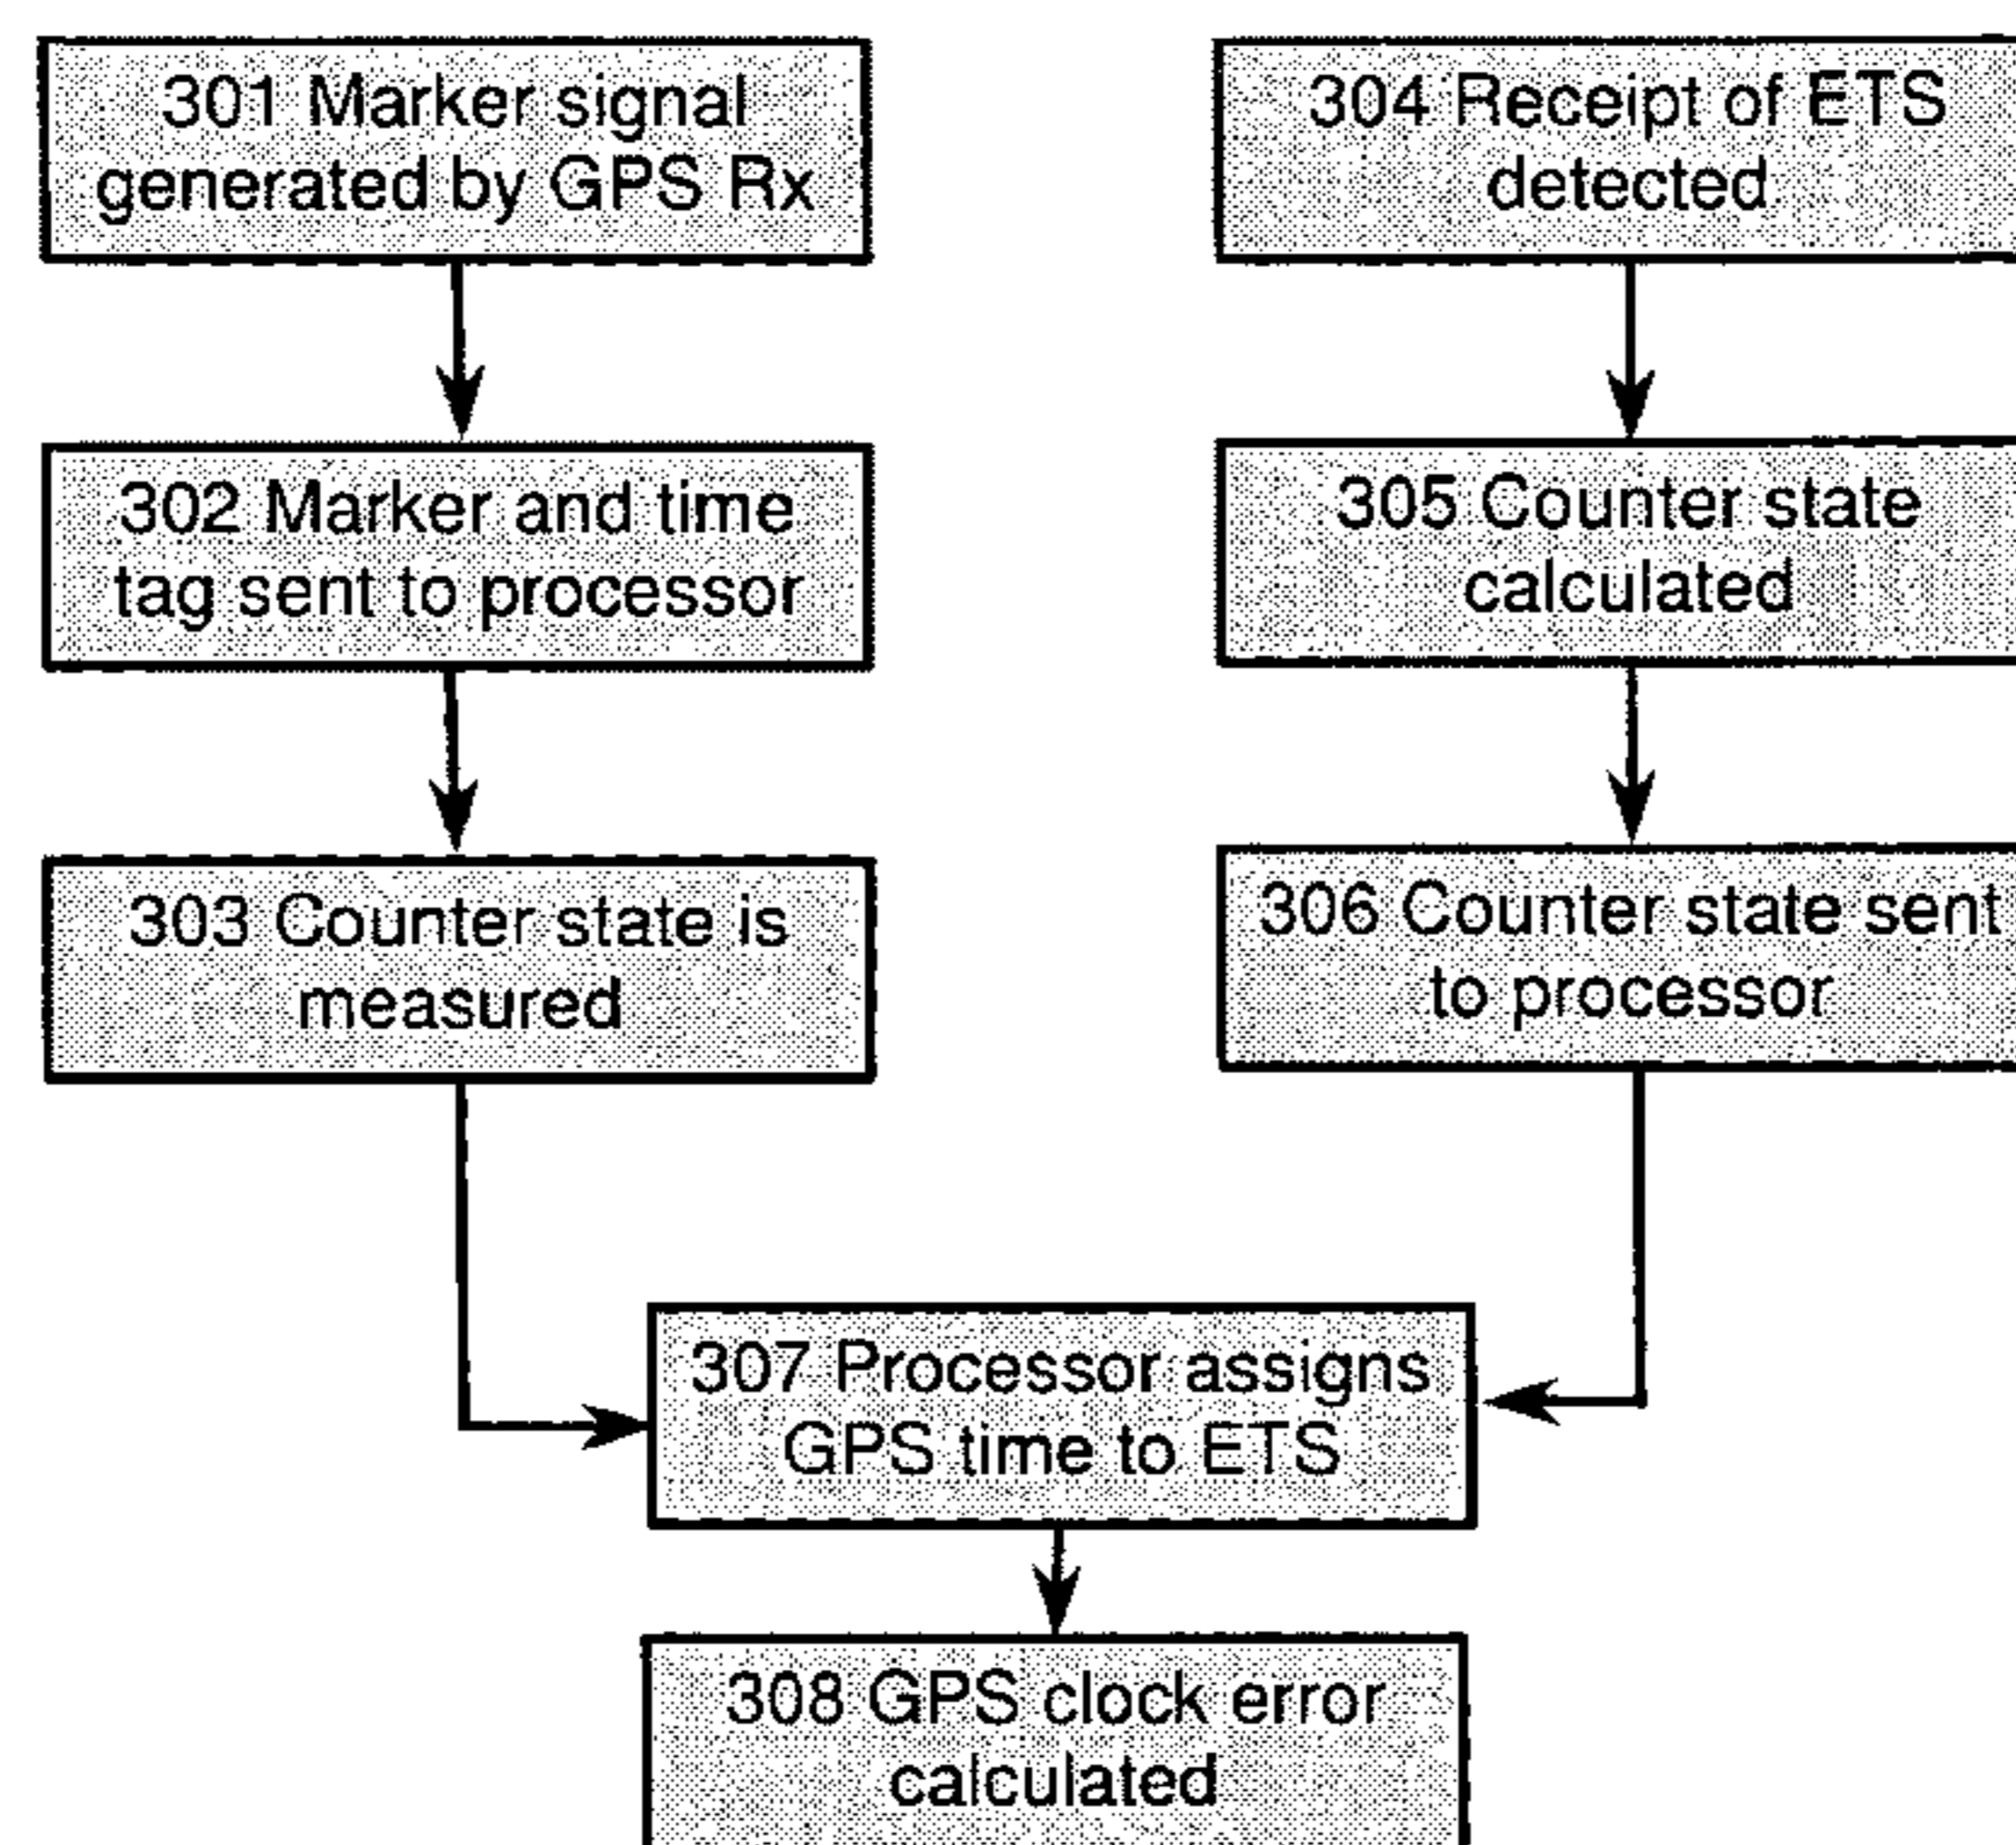 301 Marker signal
generated by GPS Rx
302 Marker and time
tag sent to processor
303 Counter state is
measured
304 Receipt of ETS
detected
305 Counter state
calculated
306 Counter state sent
to processor
307 Processor assigns
GPS time to ETS
308 GPS clock error
calculated